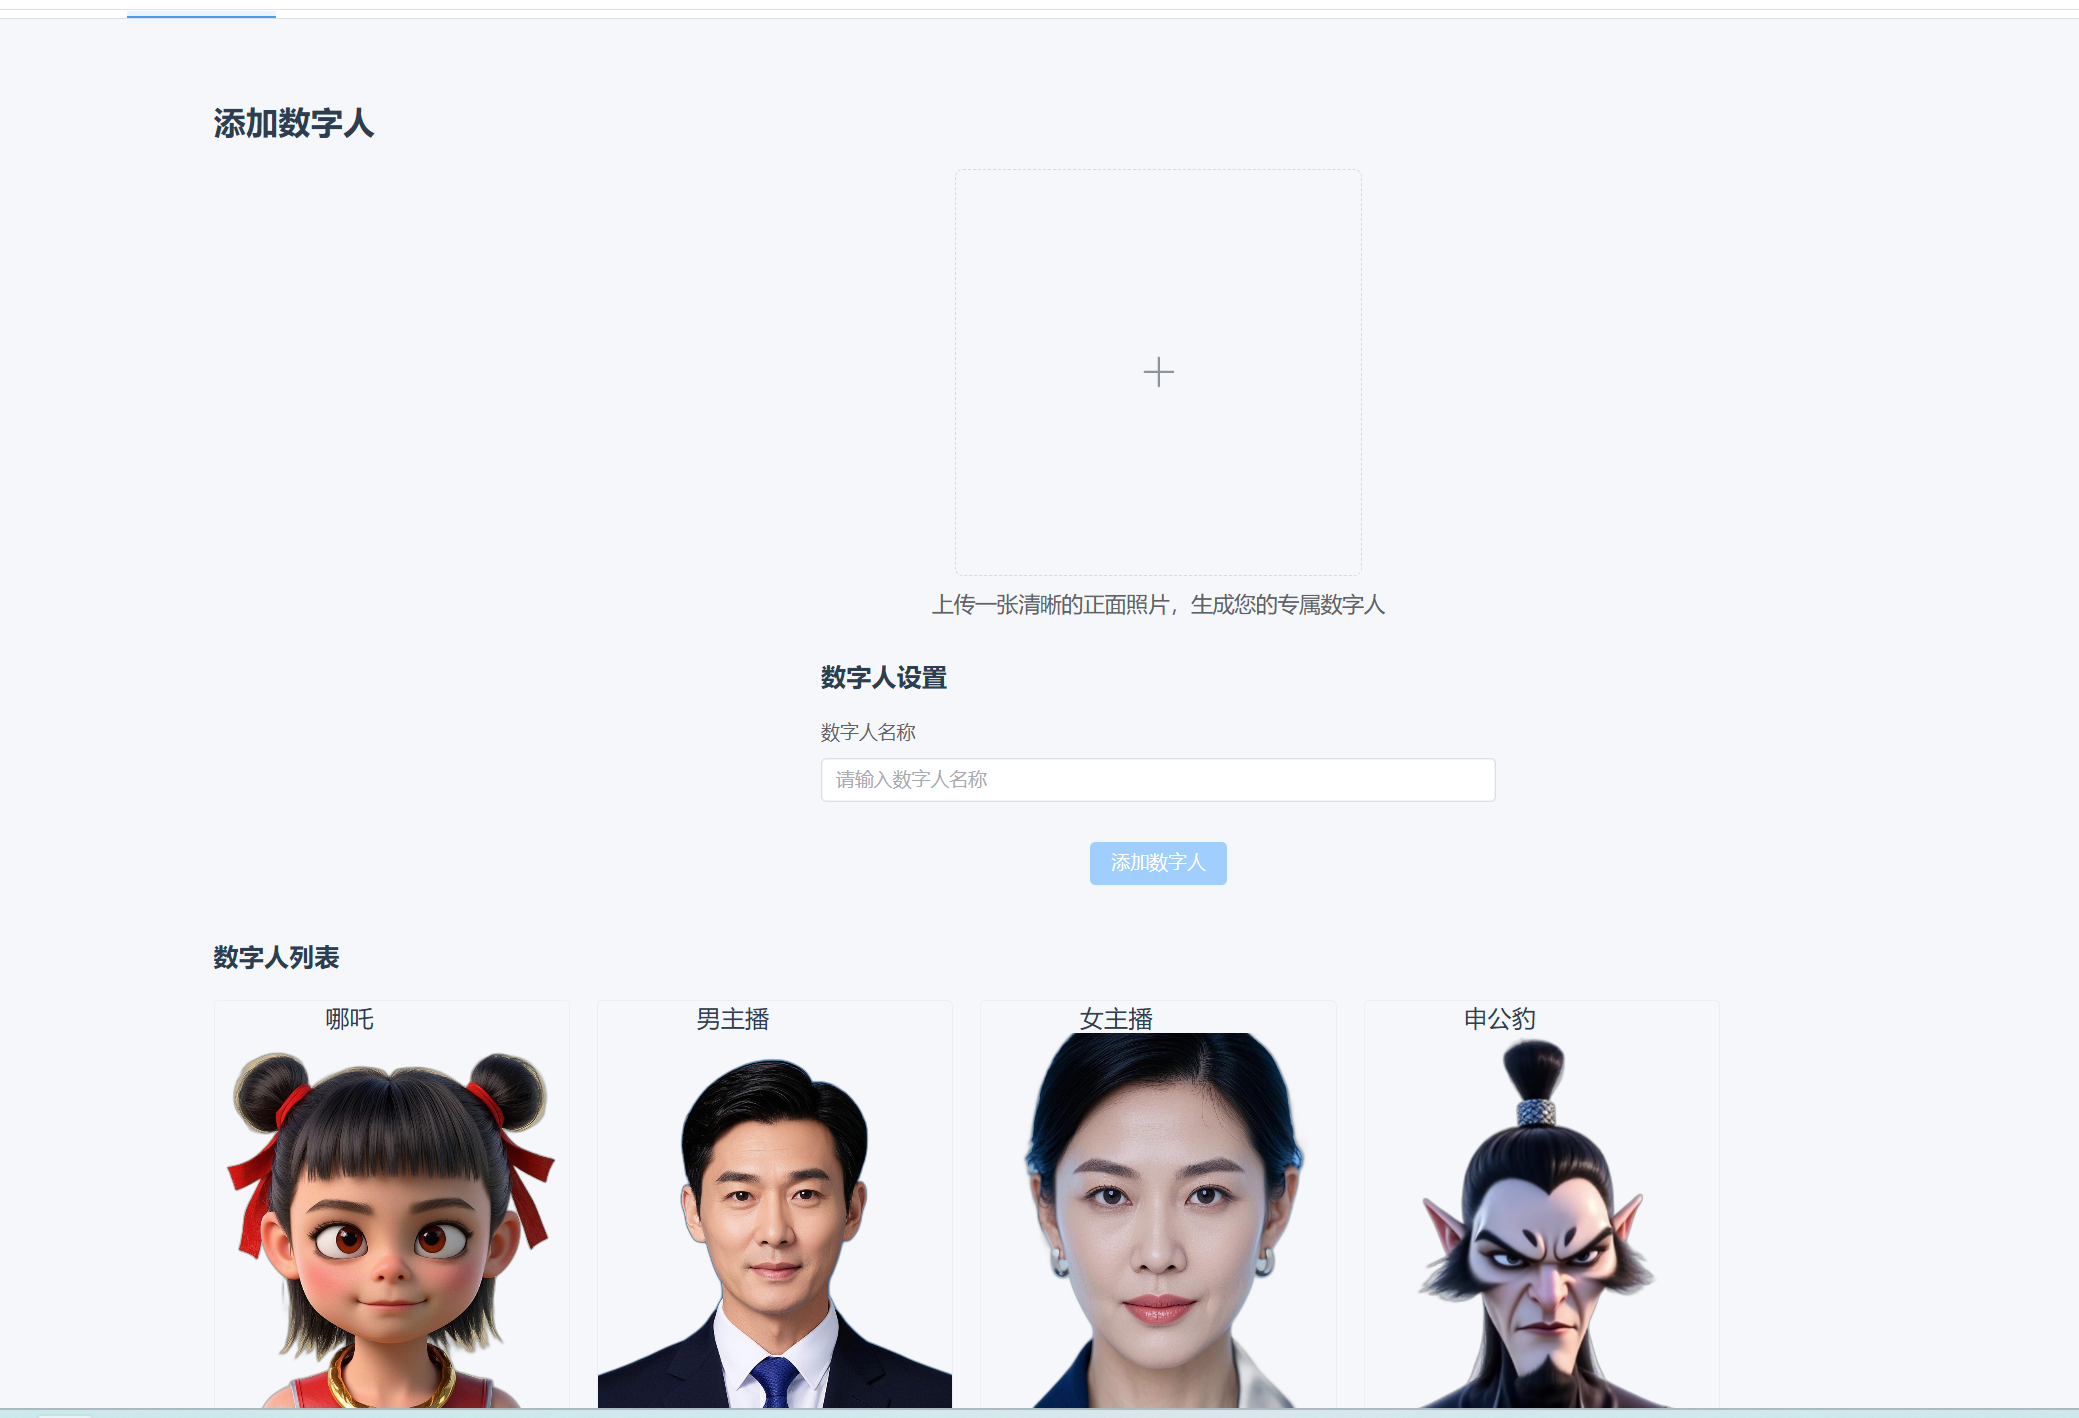 添加数字人
上传一张清晰的正面照片，生成您的专属数字人
数字人设置
数字人名称
请输入数字人名称
添加数字人
数字人列表
哪吒
男主播
女主播
申公豹